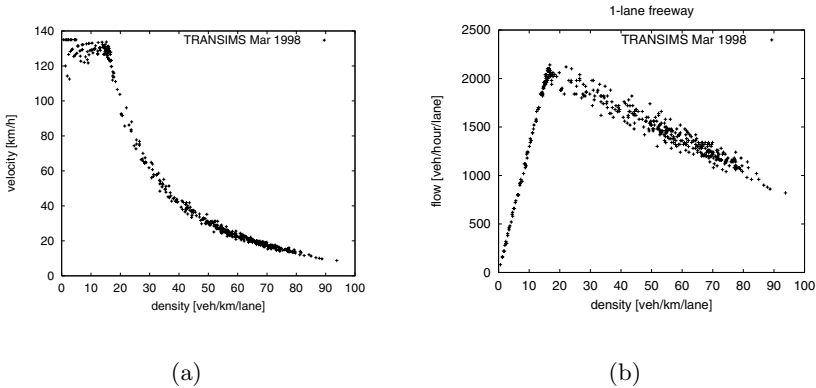 1-lane freeway
140
120
100
80
60
40
20
0
velocity [km/h]
TRANSIMS Mar 1998
0 10 20 30 40 50 60 70 80 90 100
density [veh/km/lane]
(a)
2500
2000
1500
1000
500
0
flow [veh/hour/lane]
TRANSIMS Mar 1998
0 10 20 30 40 50 60 70 80 90 100
density [veh/km/lane]
(b)